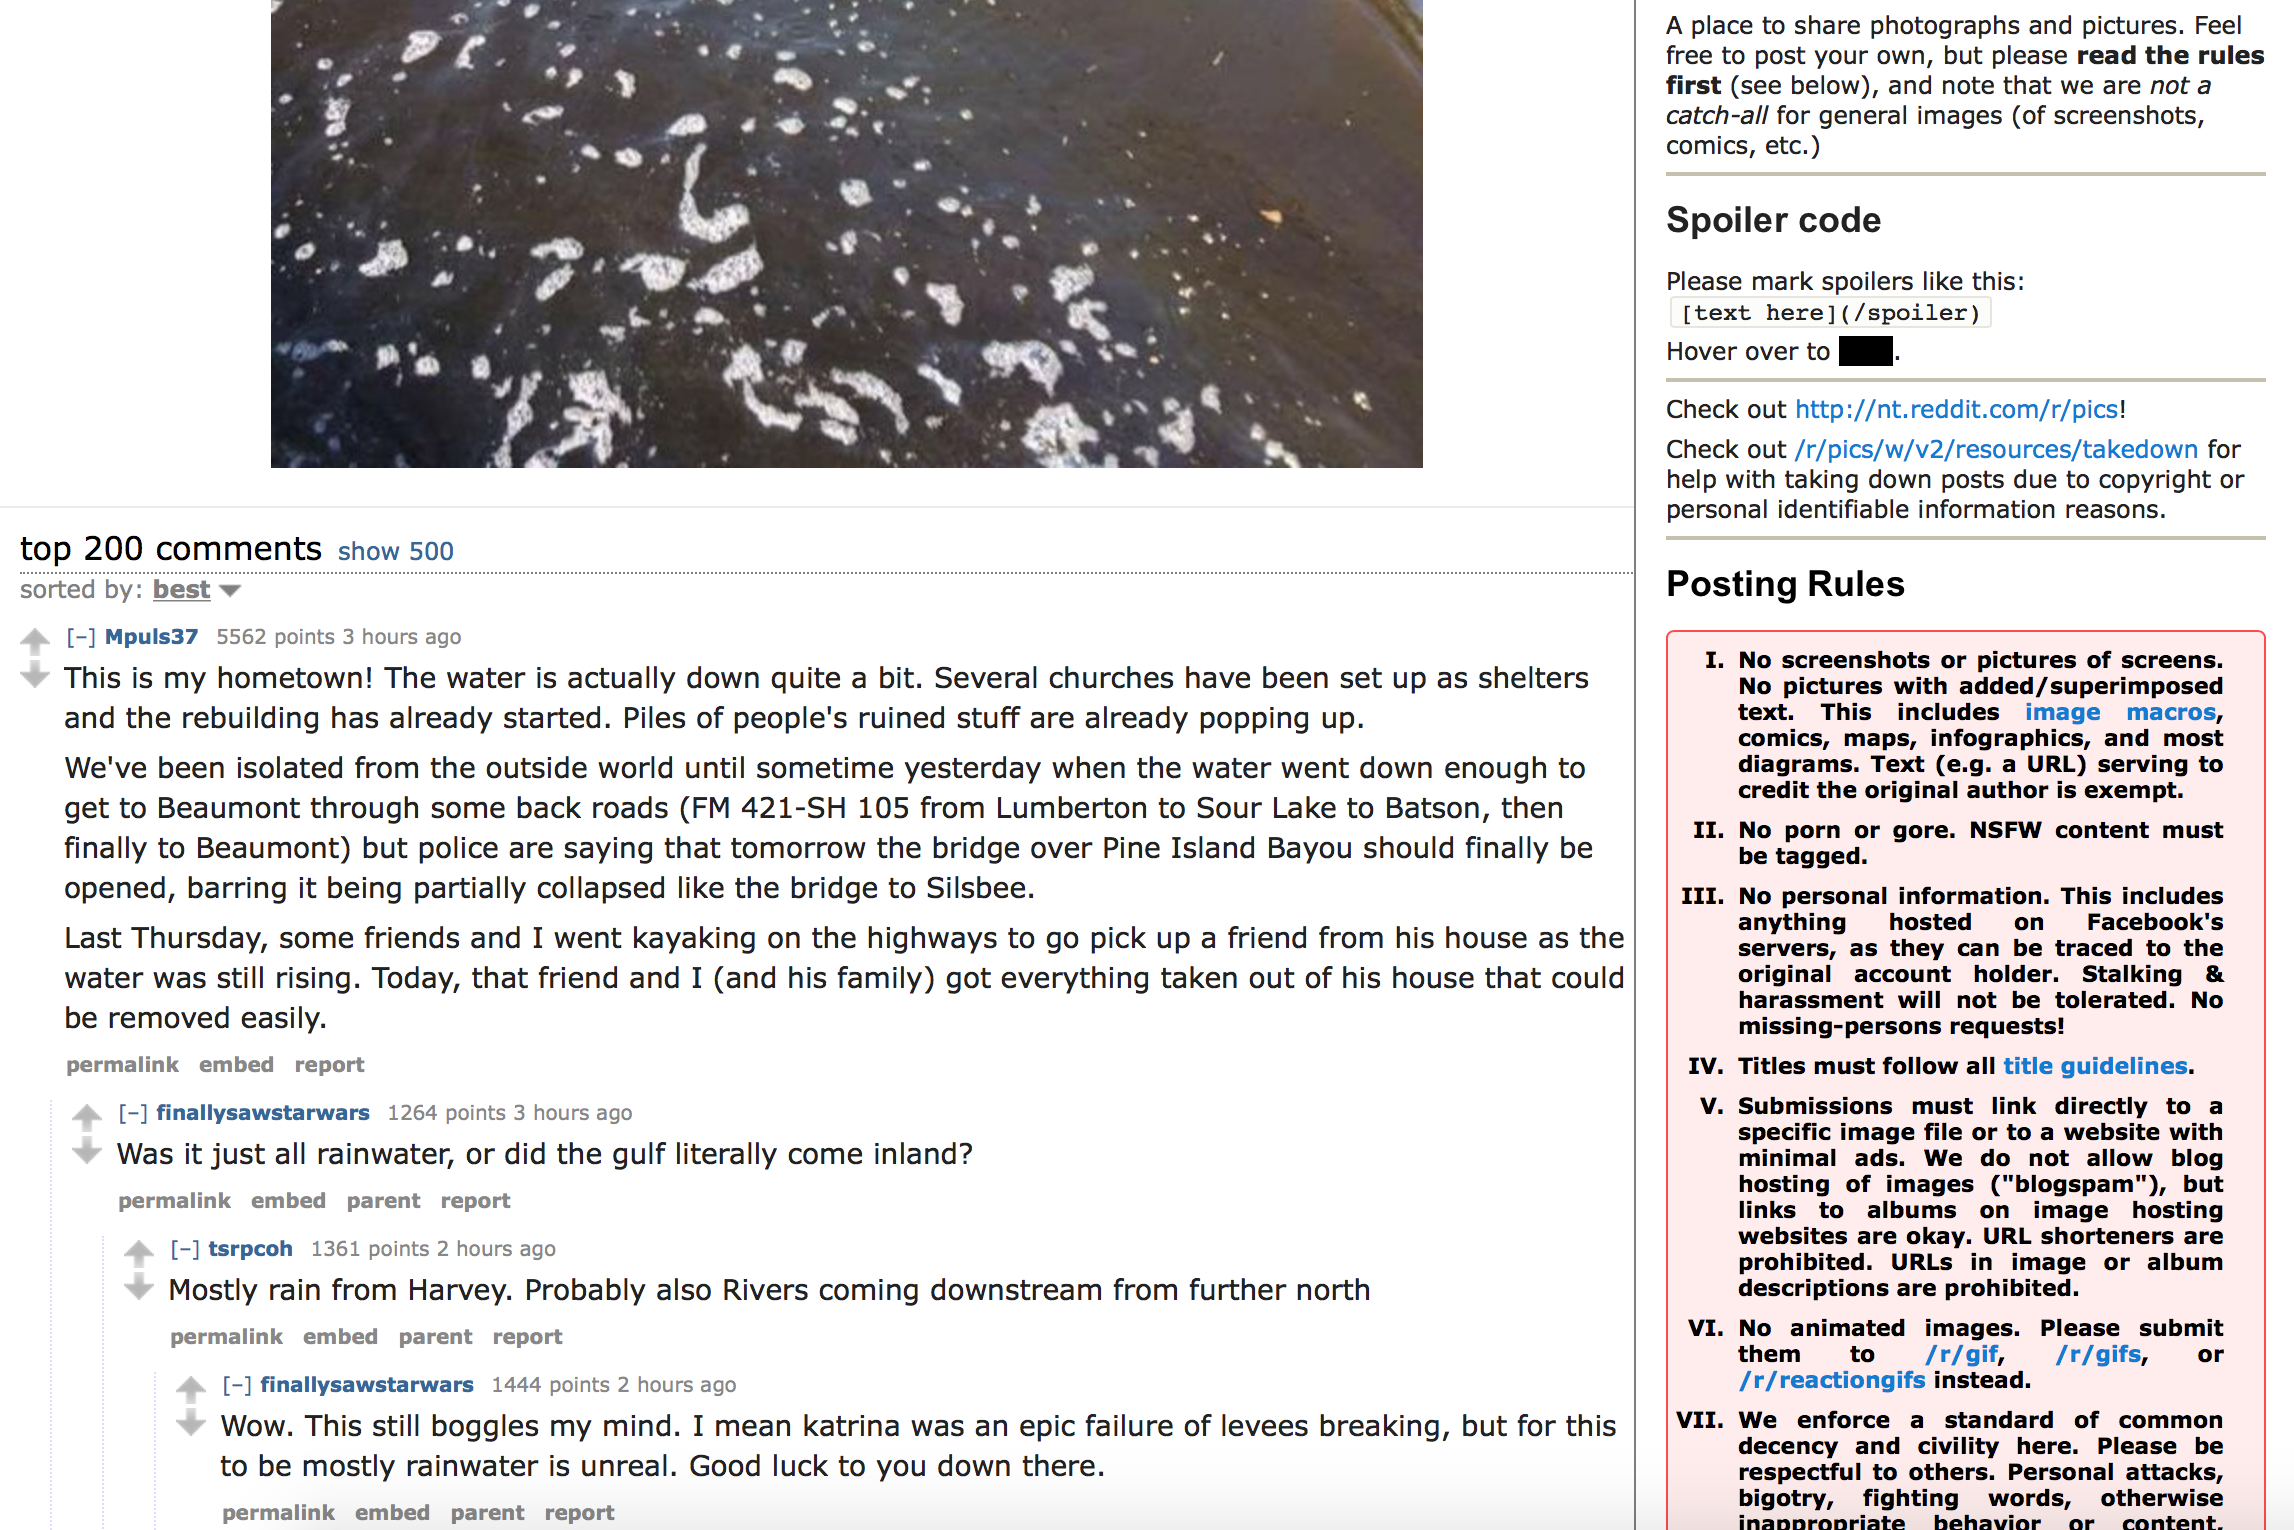 top 200 comments show 500
sorted by: best
[–] Mpuls37 5562 points 3 hours ago
This is my hometown! The water is actually down quite a bit. Several churches have been set up as shelters
and the rebuilding has already started. Piles of people's ruined stuff are already popping up.
We've been isolated from the outside world until sometime yesterday when the water went down enough to
get to Beaumont through some back roads (FM 421-SH 105 from Lumberton to Sour Lake to Batson, then
finally to Beaumont) but police are saying that tomorrow the bridge over Pine Island Bayou should finally be
opened, barring it being partially collapsed like the bridge to Silsbee.
Last Thursday, some friends and I went kayaking on the highways to go pick up a friend from his house as the
water was still rising. Today, that friend and I (and his family) got everything taken out of his house that could
be removed easily.
permalink embed report
[–] finallysawstarwars 1264 points 3 hours ago
Was it just all rainwater, or did the gulf literally come inland?
permalink embed parent report
[–] tsrpcoh 1361 points 2 hours ago
Mostly rain from Harvey. Probably also Rivers coming downstream from further north
permalink embed parent report
[–] finallysawstarwars 1444 points 2 hours ago
Wow. This still boggles my mind. I mean katrina was an epic failure of levees breaking, but for this
to be mostly rainwater is unreal. Good luck to you down there.
permalink embed parent report
A place to share photographs and pictures. Feel
free to post your own, but please read the rules
first (see below), and note that we are not a
catch-all for general images (of screenshots,
comics, etc.)
Spoiler code
Please mark spoilers like this:
[text here](/spoiler)
Hover over to .
Check out http://nt.reddit.com/r/pics!
Check out /r/pics/w/v2/resources/takedown for
help with taking down posts due to copyright or
personal identifiable information reasons.
Posting Rules
I. No screenshots or pictures of screens.
No pictures with added/superimposed
text. This includes image macros,
comics, maps, infographics, and most
diagrams. Text (e.g. a URL) serving to
credit the original author is exempt.
II. No porn or gore. NSFW content must
be tagged.
III. No personal information. This includes
anything hosted on Facebook's
servers, as they can be traced to the
original account holder. Stalking &
harassment will not be tolerated. No
missing-persons requests!
IV. Titles must follow all title guidelines.
V. Submissions must link directly to a
specific image file or to a website with
minimal ads. We do not allow blog
hosting of images ("blogspam"), but
links to albums on image hosting
websites are okay. URL shorteners are
prohibited. URLs in image or album
descriptions are prohibited.
VI. No animated images. Please submit
them to /r/gif, /r/gifs, or
/r/reactiongifs instead.
VII. We enforce a standard of common
decency and civility here. Please be
respectful to others. Personal attacks,
bigotry, fighting words, otherwise
inappropriate behavior or content,